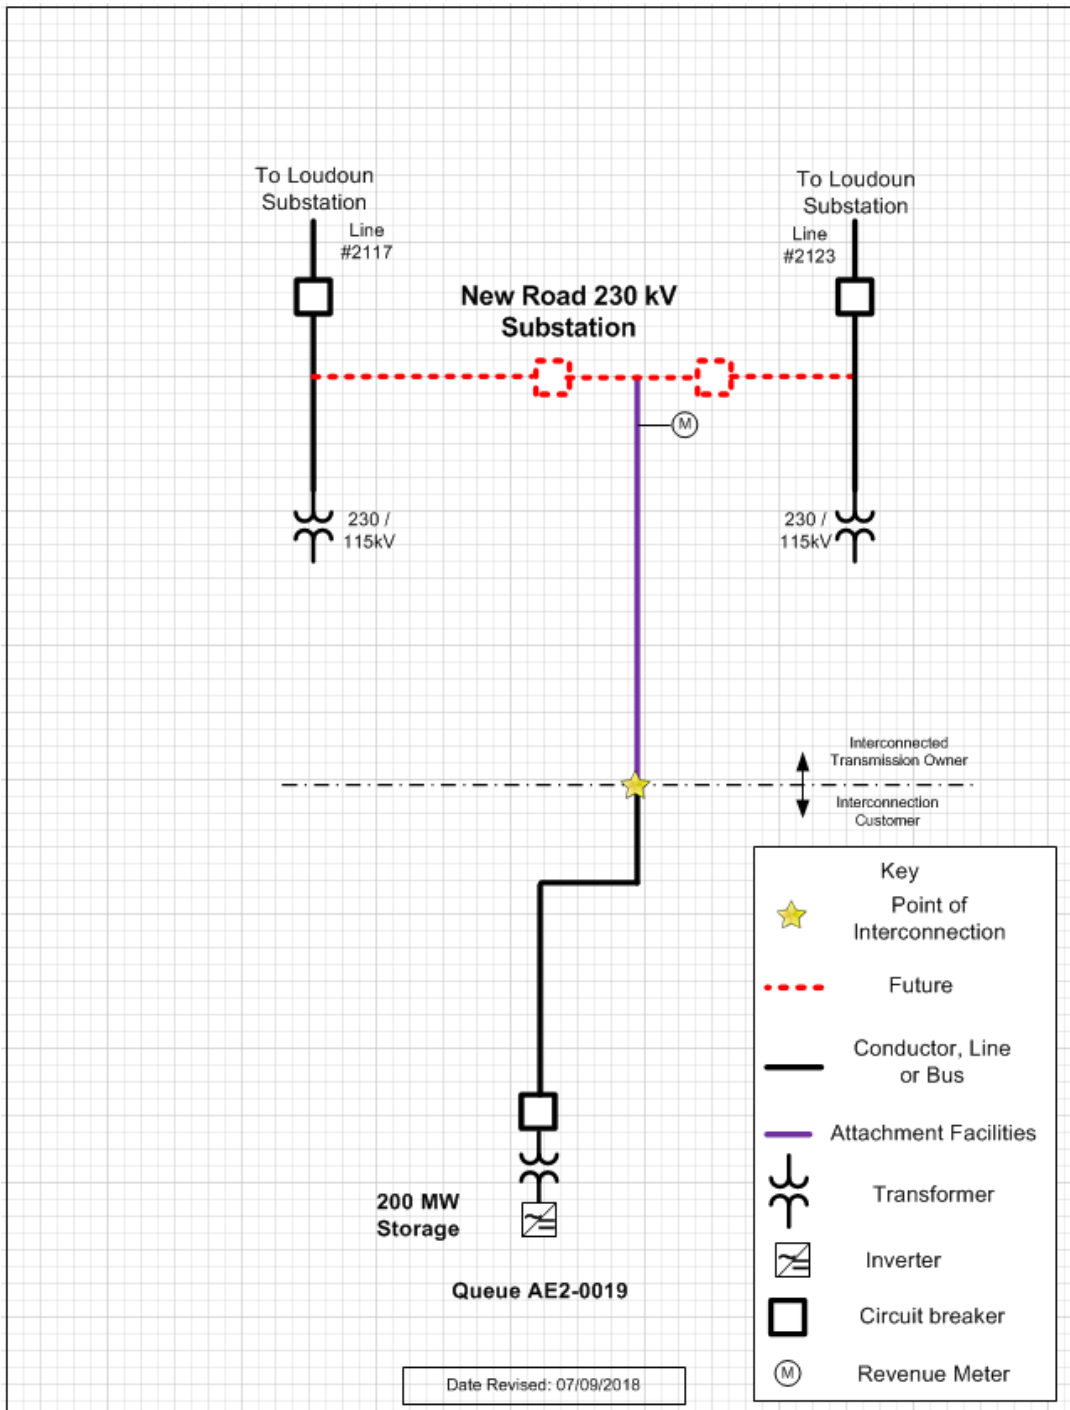 To Loudoun
Substation
Line
#2117
To Loudoun
Substation
Line
#2123
New Road 230 kV
Substation
M
230 /
115kV
230 /
115kV
Interconnected
Transmission Owner
Interconnection
Customer
Key
Point of
Interconnection
Future
Conductor, Line
or Bus
Attachment Facilities
Transformer
Inverter
Circuit breaker
M
Revenue Meter
200 MW
Storage
Queue AE2-0019
Date Revised: 07/09/2018